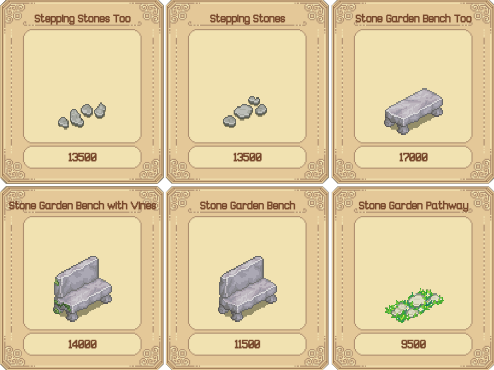 Stepping Stones Too
Stepping Stones
Stone Garden Bench Too
13500
13500
17000
Stone Garden Bench with Vines
Stone Garden Bench
Stone Garden Pathway
14000
11500
9500